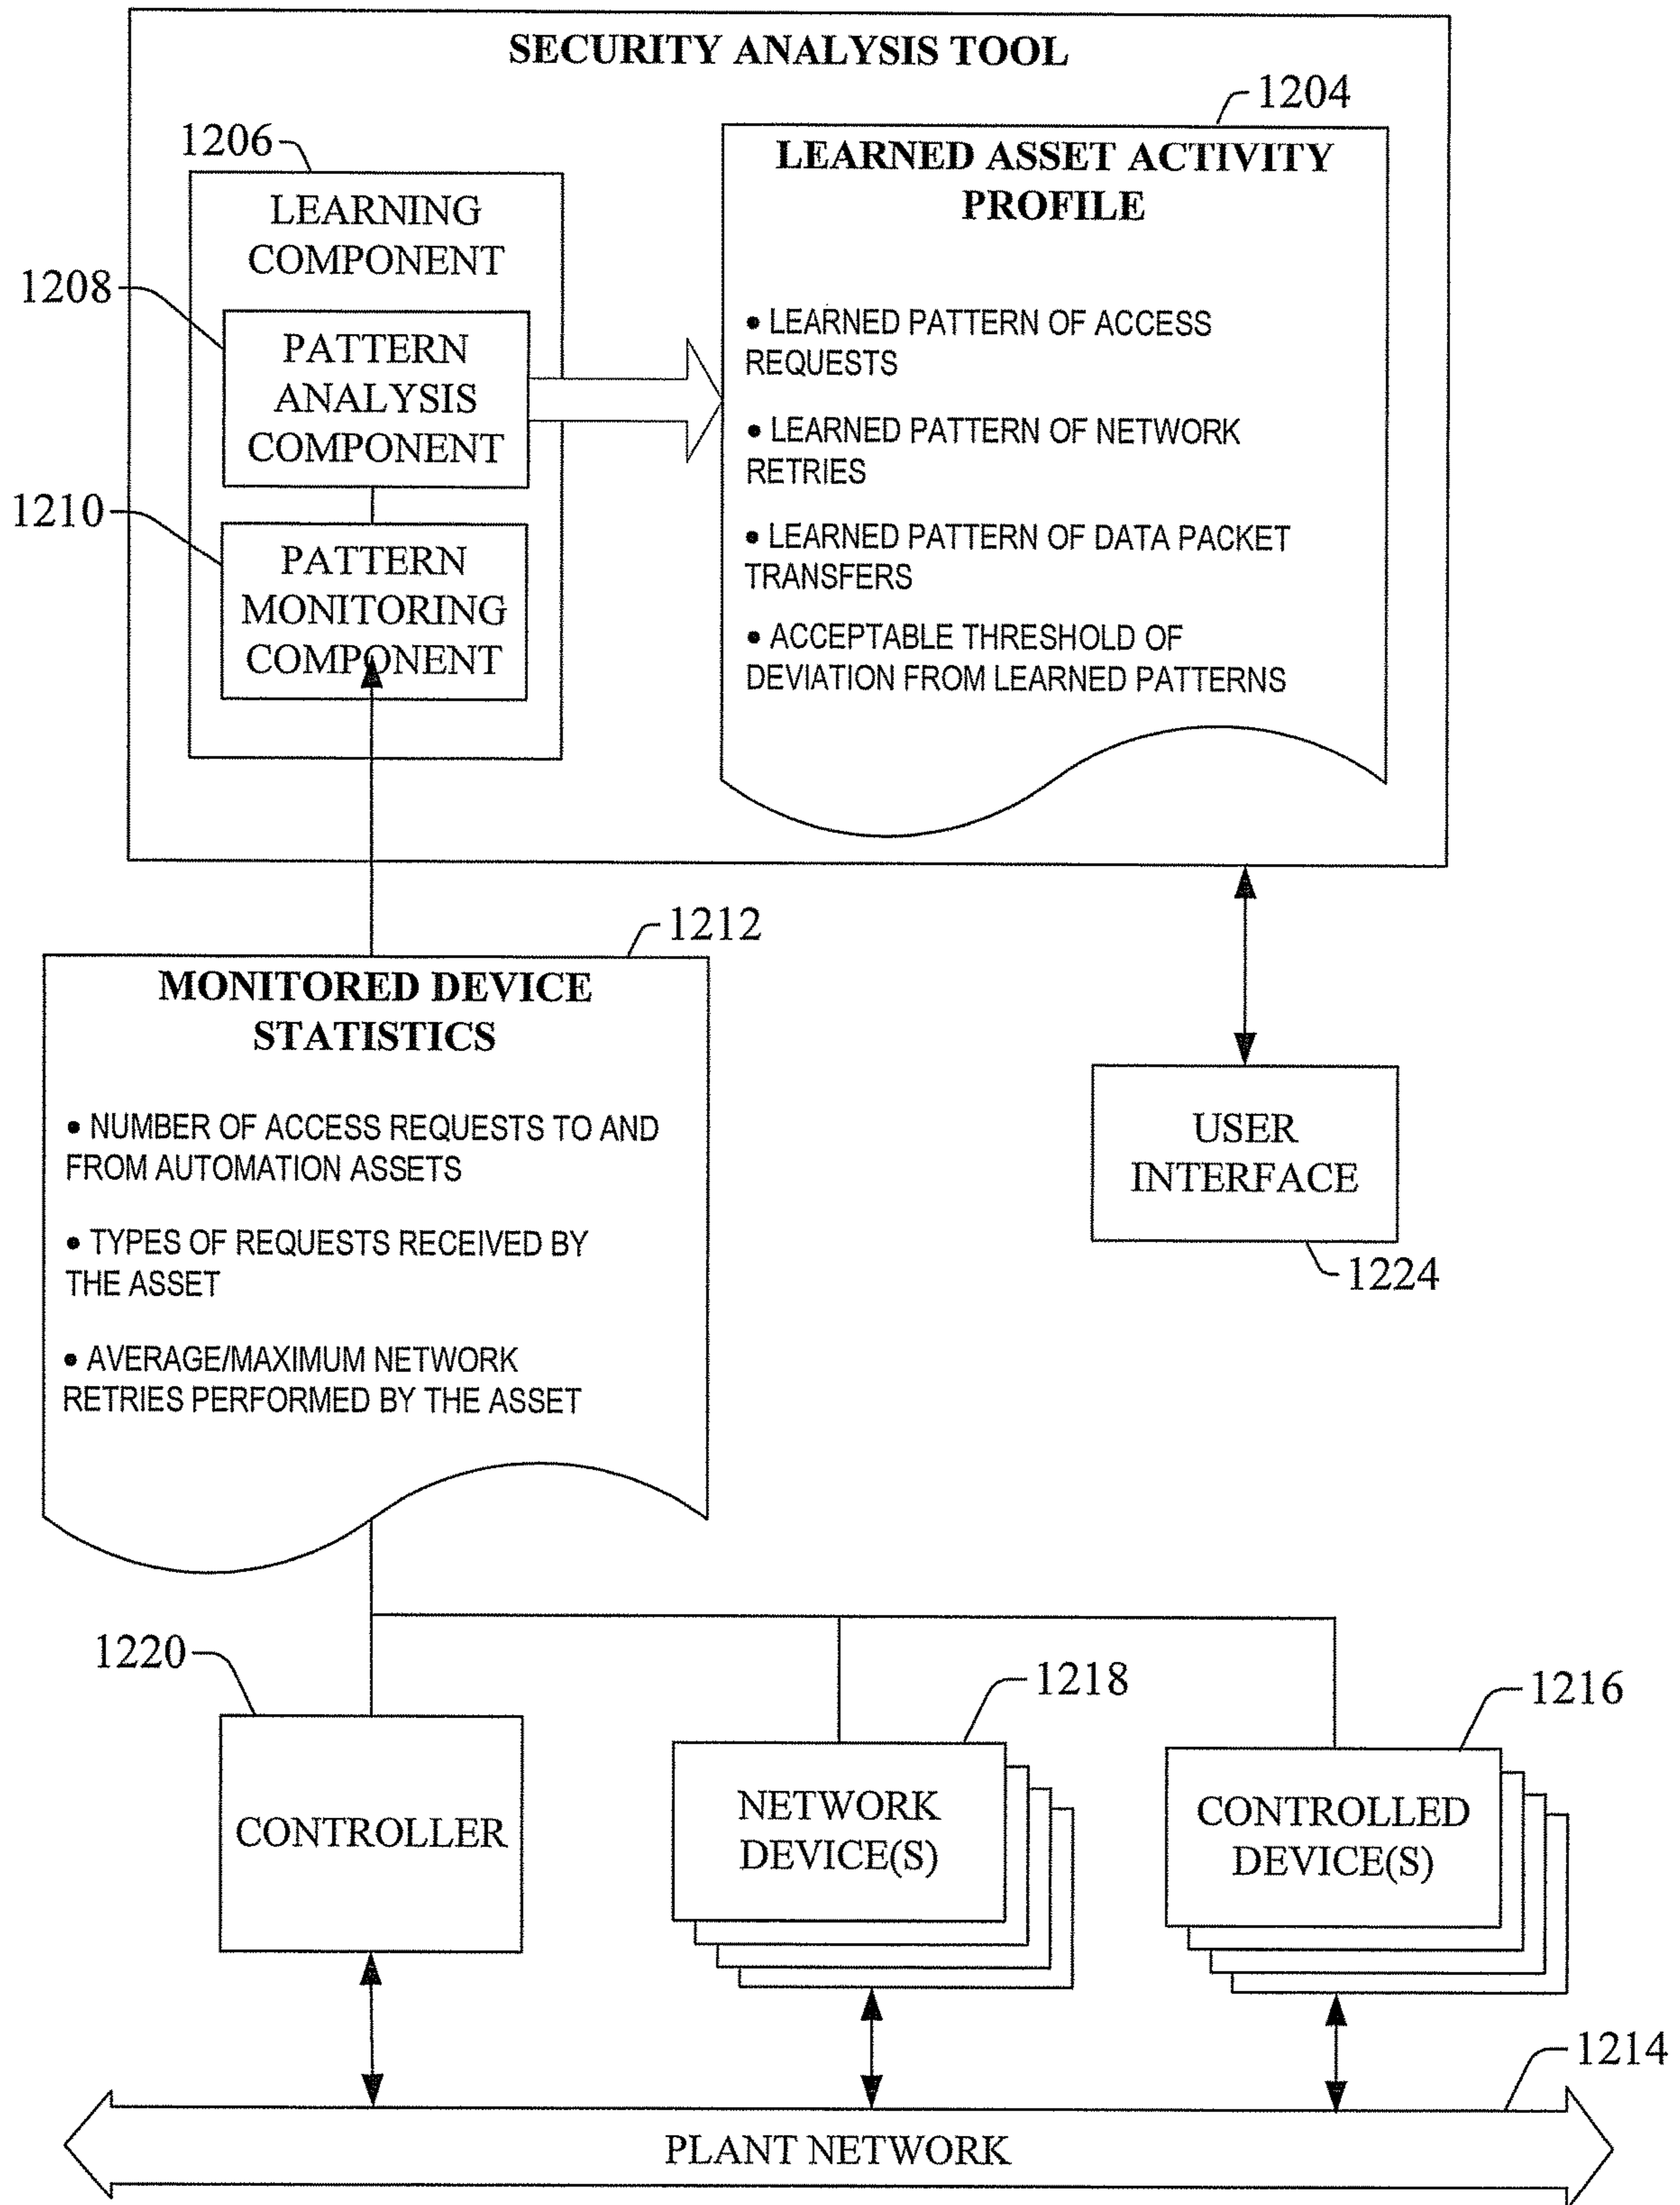 SECURITY ANALYSIS TOOL
1204
1206
LEARNED ASSET ACTIVITY
PROFILE
LEARNING
COMPONENT
1208
PATTERN
ANALYSIS
COMPONENT
• LEARNED PATTERN OF ACCESS
REQUESTS
• LEARNED PATTERN OF NETWORK
RETRIES
1210
PATTERN
MONITORING
COMPONENT
• LEARNED PATTERN OF DATA PACKET
TRANSFERS
• ACCEPTABLE THRESHOLD OF
DEVIATION FROM LEARNED PATTERNS
1212
MONITORED DEVICE
STATISTICS
• NUMBER OF ACCESS REQUESTS TO AND
FROM AUTOMATION ASSETS
• TYPES OF REQUESTS RECEIVED BY
THE ASSET
• AVERAGE/MAXIMUM NETWORK
RETRIES PERFORMED BY THE ASSET
USER
INTERFACE
1224
1220
1218
1216
CONTROLLER
NETWORK
DEVICE(S)
CONTROLLED
DEVICE(S)
1214
PLANT NETWORK